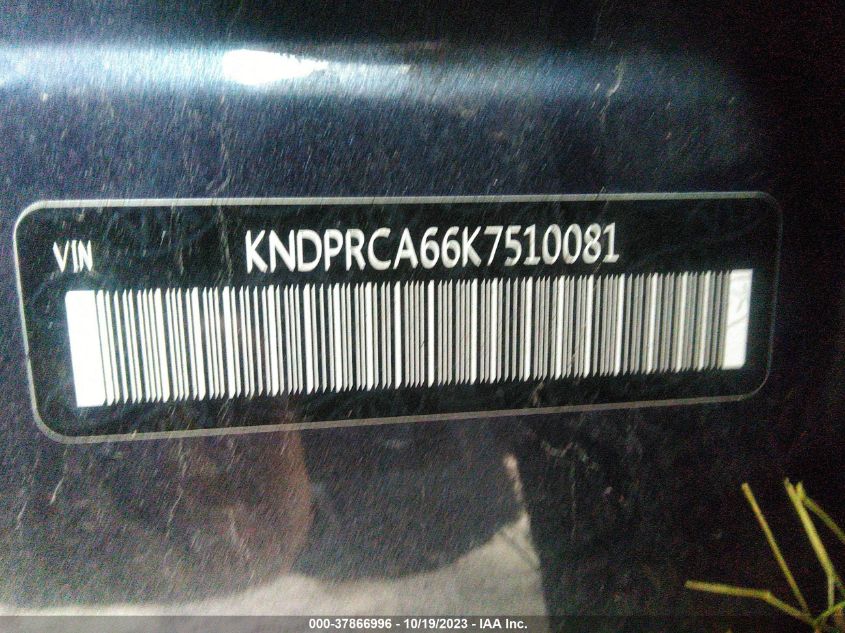 VIN
KNDPRCA66K7510081
000-37866996 - 10/19/2023 - IAA Inc.